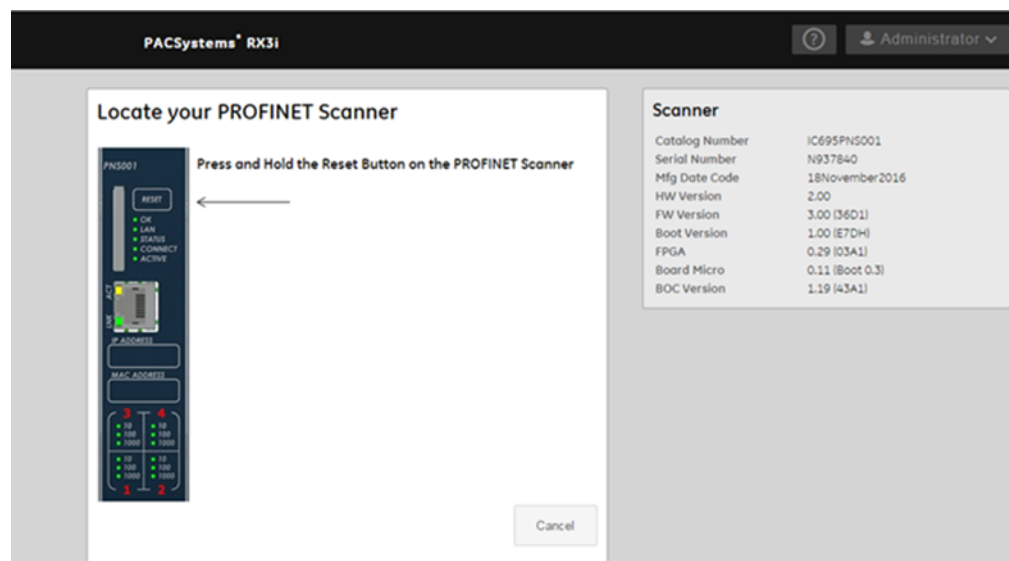 PACSystems® RX3i
Administrator
Locate your PROFINET Scanner
PNS001
Press and Hold the Reset Button on the PROFINET Scanner
RESET
OK
LAN
STATUS
CONNECT
ACTIVE
ACT
LNK
IP ADDRESS
MAC ADDRESS
3 4
10 10
100 100
1000 1000
10 10
100 100
1000 1000
1 2
Cancel
Scanner
Catalog Number IC695PNS001
Serial Number N937840
Mfg Date Code 18November2016
HW Version 2.00
FW Version 3.00 (36D1)
Boot Version 1.00 (E7DH)
FPGA 0.29 (03A1)
Board Micro 0.11 (Boot 0.3)
BOC Version 1.19 (43A1)